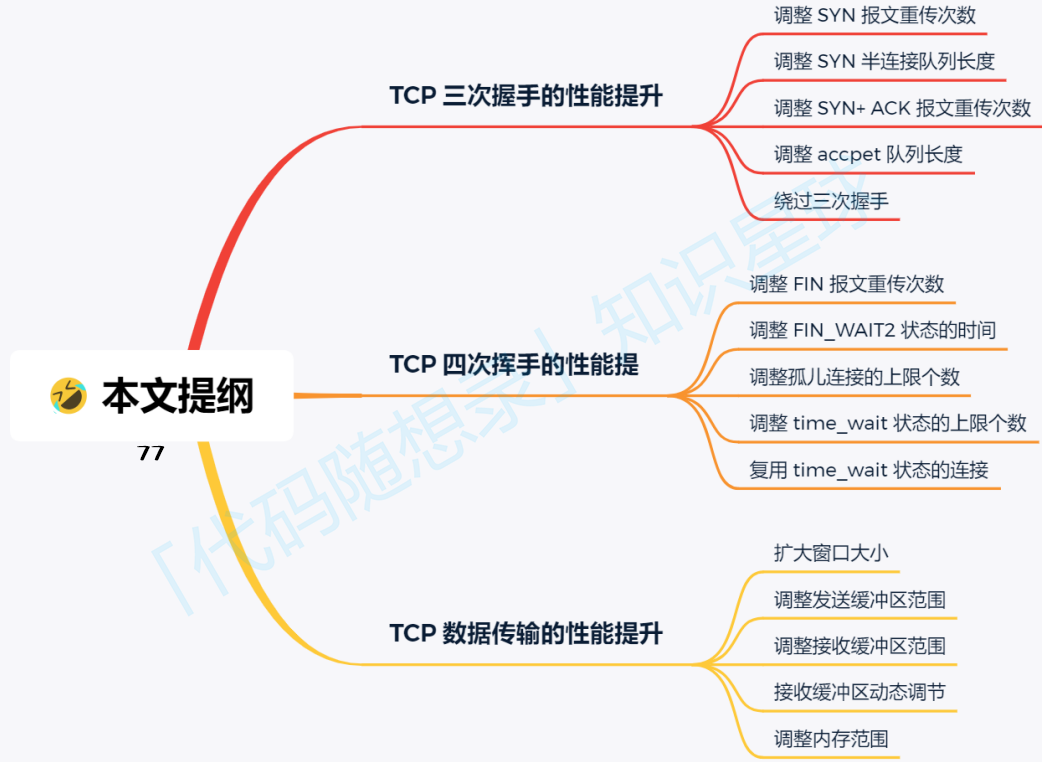 本文提纲
77
TCP 三次握手的性能提升
调整 SYN 报文重传次数
调整 SYN 半连接队列长度
调整 SYN+ ACK 报文重传次数
调整 accpet 队列长度
绕过三次握手
TCP 四次挥手的性能提
调整 FIN 报文重传次数
调整 FIN_WAIT2 状态的时间
调整孤儿连接的上限个数
调整 time_wait 状态的上限个数
复用 time_wait 状态的连接
TCP 数据传输的性能提升
扩大窗口大小
调整发送缓冲区范围
调整接收缓冲区范围
接收缓冲区动态调节
调整内存范围
「代码随想录」知识星球